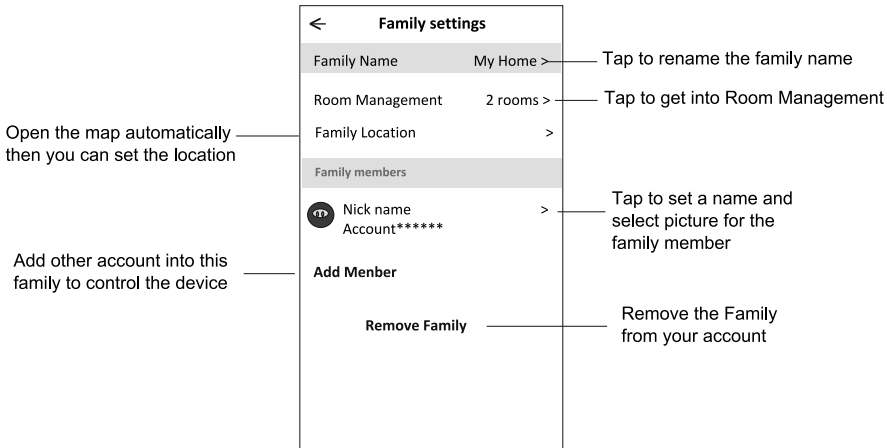 ← Family settings
Family Name My Home >
Tap to rename the family name
Room Management 2 rooms >
Tap to get into Room Management
Open the map automatically
then you can set the location
Family Location >
Family members
Nick name >
Account******
Tap to set a name and
select picture for the
family member
Add other account into this
family to control the device
Add Menber
Remove Family
Remove the Family
from your account